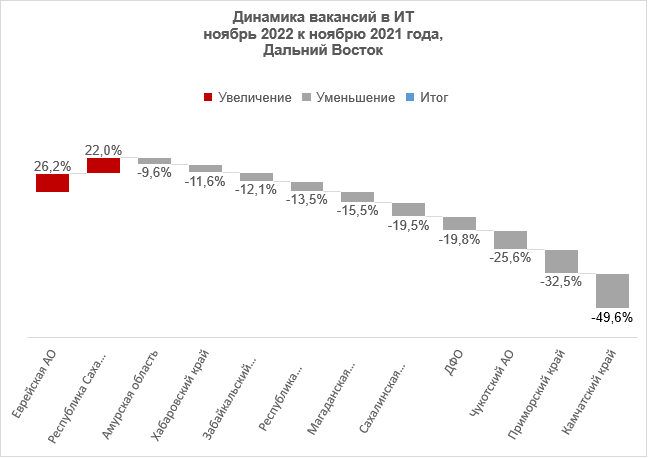 Динамика вакансий в ИТ
ноябрь 2022 к ноябрю 2021 года,
Дальний Восток
Увеличение Уменьшение Итог
26,2%
22,0%
-9,6%
-11,6%
-12,1%
-13,5%
-15,5%
-19,5%
-19,8%
-25,6%
-32,5%
-49,6%
Еврейская АО
Республика Саха...
Амурская область
Хабаровский край
Забайкальский...
Республика...
Магаданская...
Сахалинская...
ДФО
Чукотский АО
Приморский край
Камчатский край